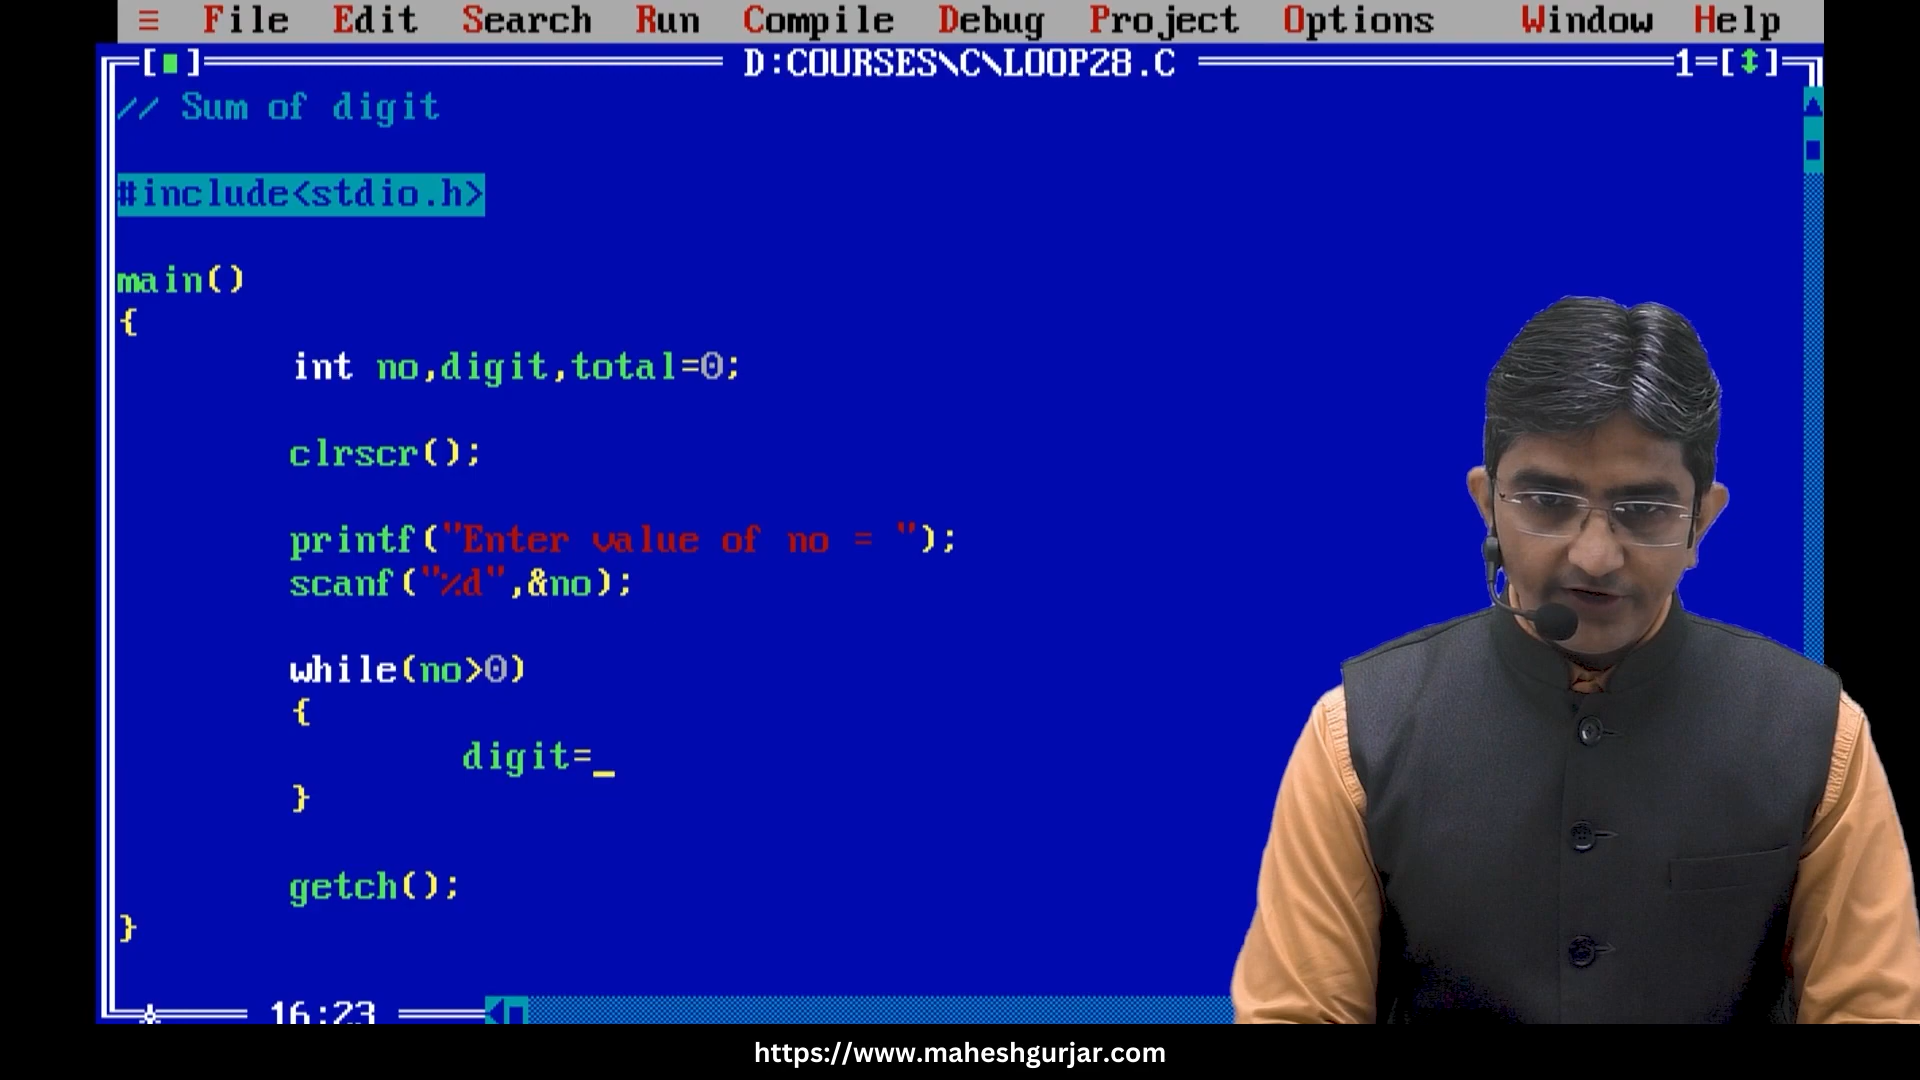 ≡ File Edit Search Run Compile Debug Project Options Window Help
[■] D:COURSES\C\LOOP28.C 1=[↕]
// Sum of digit
#include<stdio.h>
main()
{
int no,digit,total=0;
clrscr();
printf("Enter value of no = ");
scanf("%d",&no);
while(no>0)
{
digit=_
}
getch();
}
16:23
https://www.maheshgurjar.com